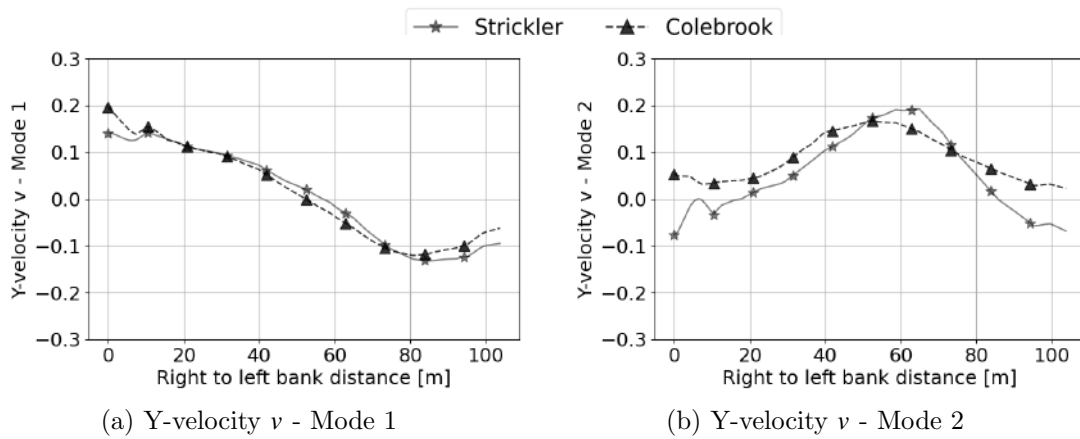 Strickler Colebrook
Y-velocity v - Mode 1
0.3
0.2
0.1
0.0
−0.1
−0.2
−0.3
0 20 40 60 80 100
Right to left bank distance [m]
(a) Y-velocity v - Mode 1
Y-velocity v - Mode 2
0.3
0.2
0.1
0.0
−0.1
−0.2
−0.3
0 20 40 60 80 100
Right to left bank distance [m]
(b) Y-velocity v - Mode 2